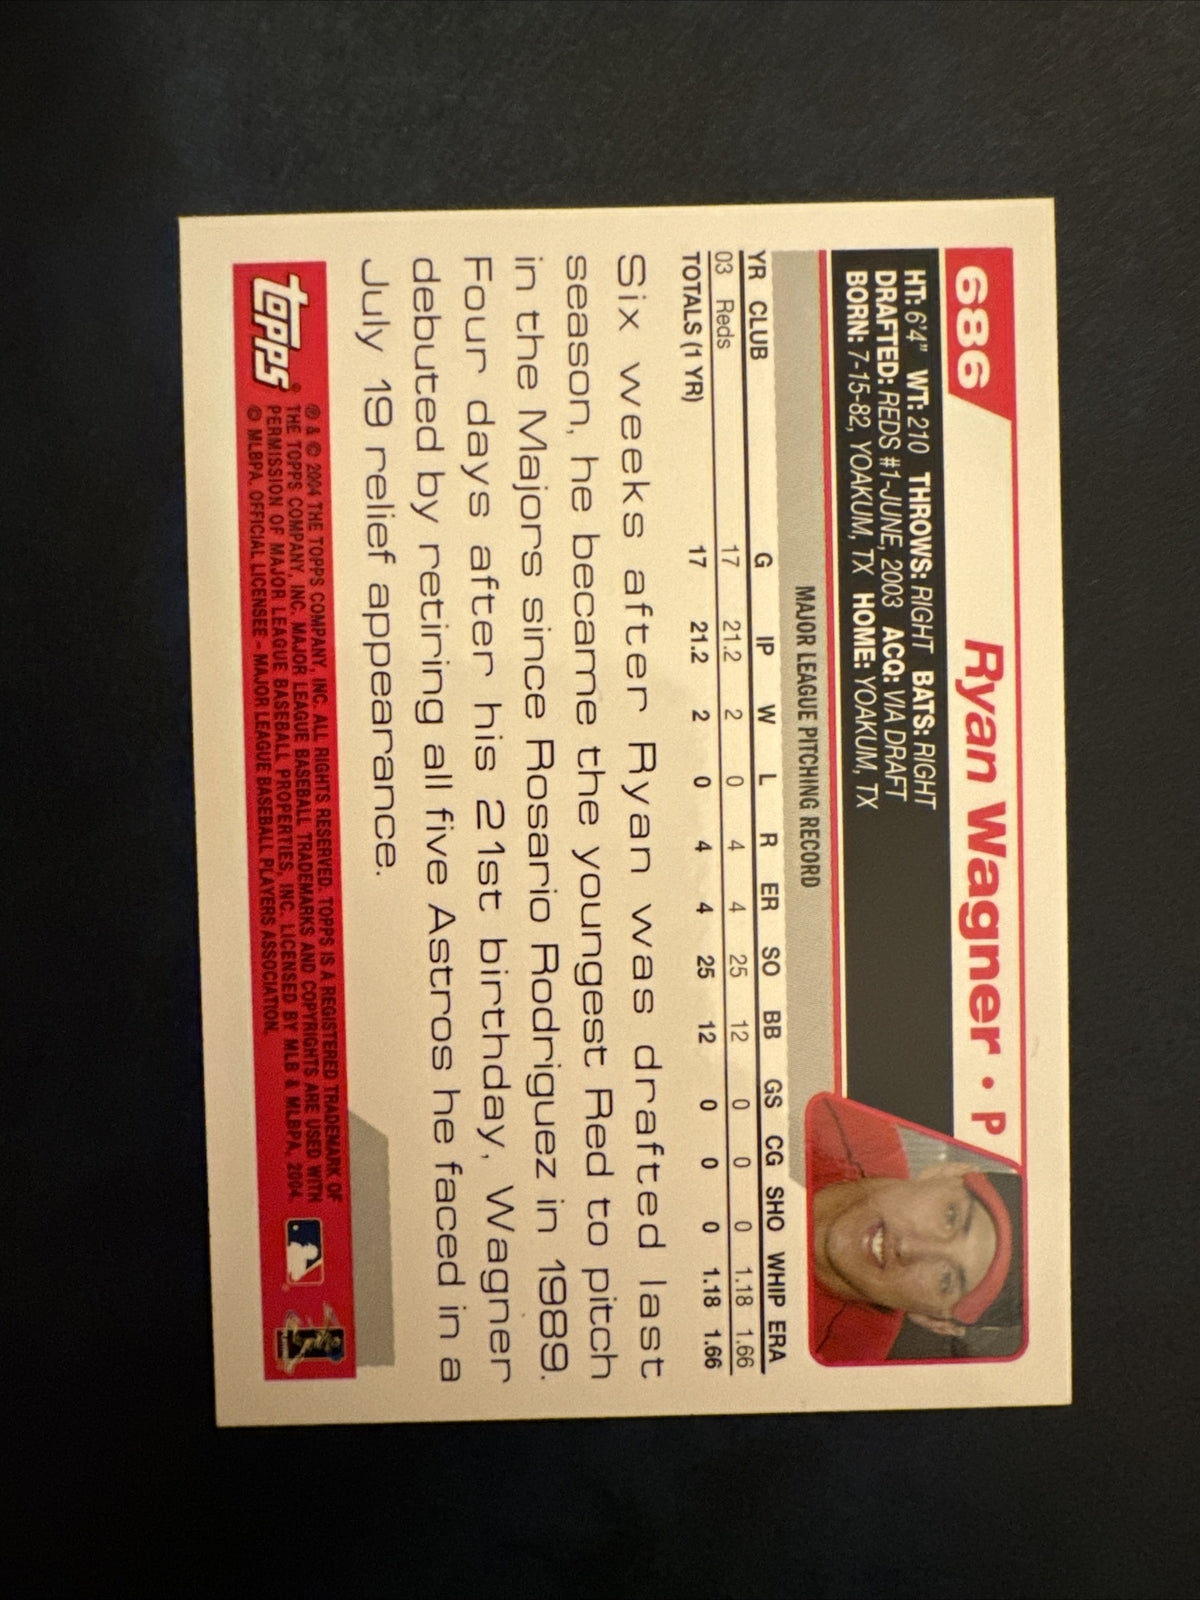 686
Ryan Wagner • P
HT: 6'4" WT: 210 THROWS: RIGHT BATS: RIGHT
DRAFTED: REDS #1-JUNE, 2003 ACQ: VIA DRAFT
BORN: 7-15-82, YOAKUM, TX HOME: YOAKUM, TX
MAJOR LEAGUE PITCHING RECORD
YR CLUB G IP W L R ER SO BB GS CG SHO WHIP ERA
03 Reds 17 21.2 2 0 4 4 25 12 0 0 0 1.18 1.66
TOTALS (1 YR) 17 21.2 2 0 4 4 25 12 0 0 0 1.18 1.66
Six weeks after Ryan was drafted last
season, he became the youngest Red to pitch
in the Majors since Rosario Rodriguez in 1989.
Four days after his 21st birthday, Wagner
debuted by retiring all five Astros he faced in a
July 19 relief appearance.
topps
® & © 2004 THE TOPPS COMPANY, INC. ALL RIGHTS RESERVED. TOPPS IS A REGISTERED TRADEMARK OF
THE TOPPS COMPANY, INC. MAJOR LEAGUE BASEBALL TRADEMARKS AND COPYRIGHTS ARE USED WITH
PERMISSION OF MAJOR LEAGUE BASEBALL PROPERTIES, INC. LICENSED BY MLB & MLBPA, 2004.
© MLBPA. OFFICIAL LICENSEE - MAJOR LEAGUE BASEBALL PLAYERS ASSOCIATION.